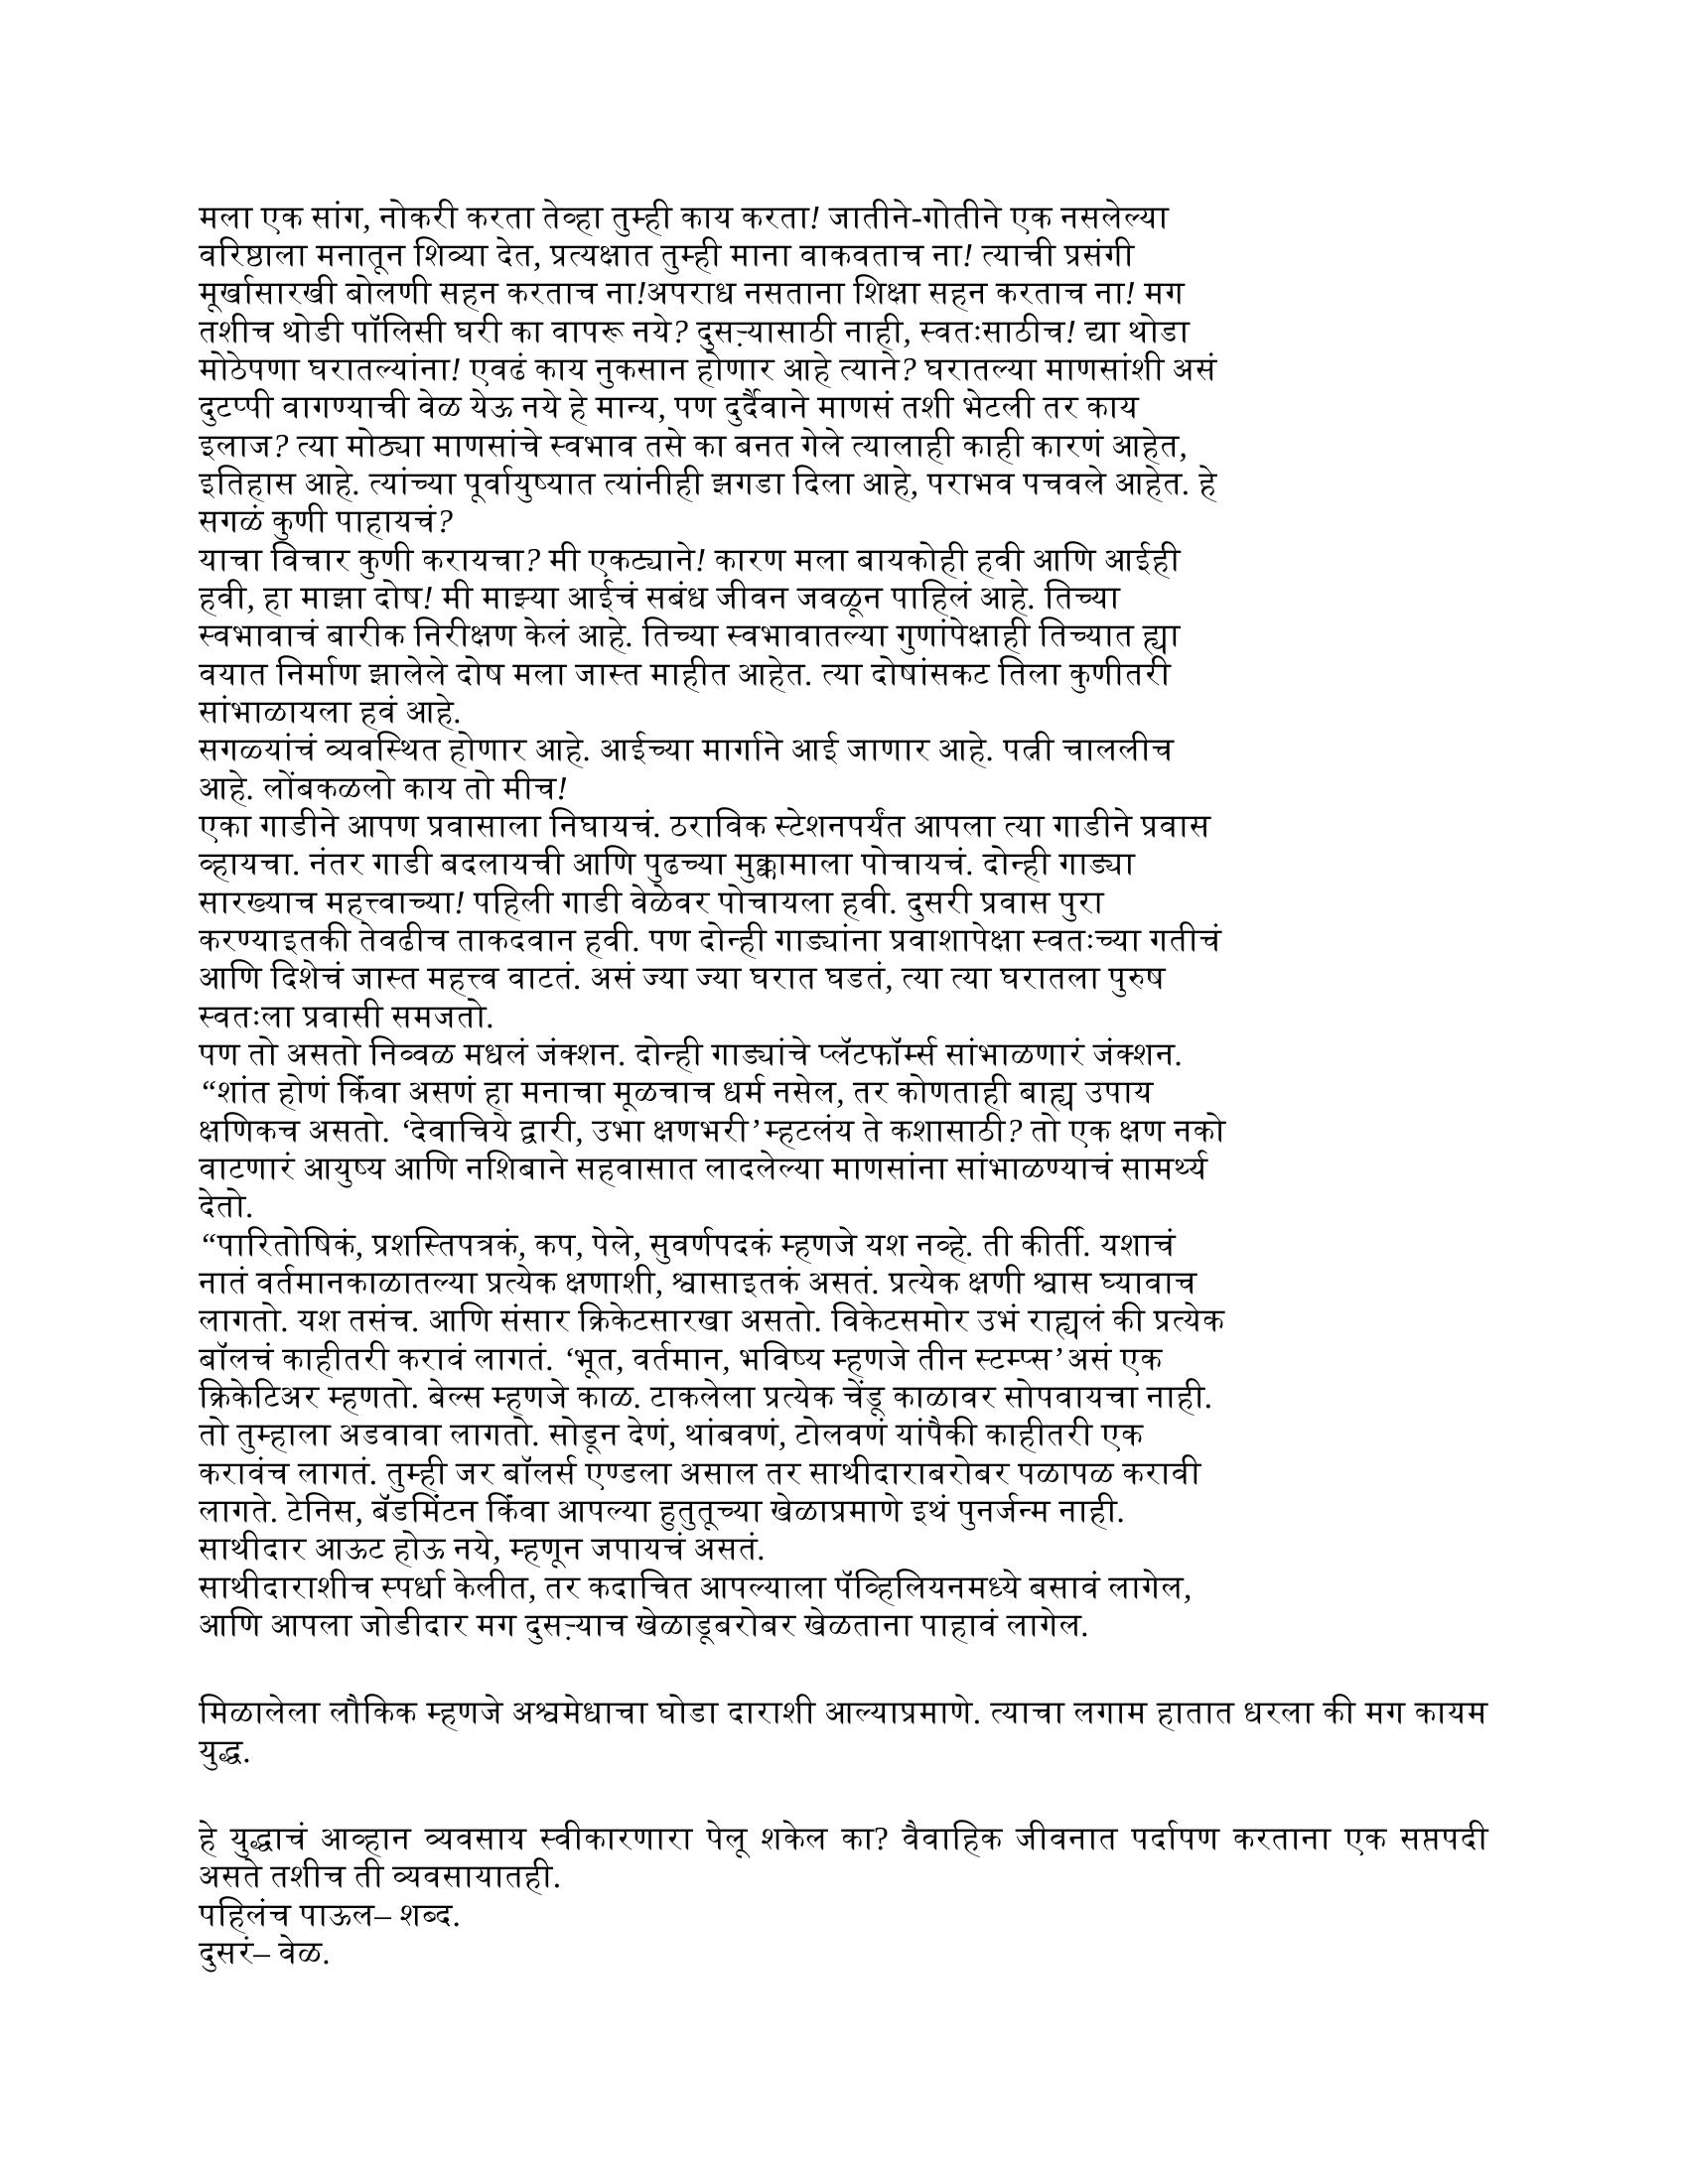 मला एक सांग, नोकरी करता तेव्हा तुम्ही काय करता! जातीने-गोतीने एक नसलेल्या
वरिष्ठाला मनातून शिव्या देत, प्रत्यक्षात तुम्ही माना वाकवताच ना! त्याची प्रसंगी
मूर्खासारखी बोलणी सहन करताच ना!अपराध नसताना शिक्षा सहन करताच ना! मग
तशीच थोडी पॉलिसी घरी का वापरू नये? दुसऱ्यासाठी नाही, स्वतःसाठीच! द्या थोडा
मोठेपणा घरातल्यांना! एवढं काय नुकसान होणार आहे त्याने? घरातल्या माणसांशी असं
दुटप्पी वागण्याची वेळ येऊ नये हे मान्य, पण दुर्दैवाने माणसं तशी भेटली तर काय
इलाज? त्या मोठ्या माणसांचे स्वभाव तसे का बनत गेले त्यालाही काही कारणं आहेत,
इतिहास आहे. त्यांच्या पूर्वायुष्यात त्यांनीही झगडा दिला आहे, पराभव पचवले आहेत. हे
सगळं कुणी पाहायचं?
याचा विचार कुणी करायचा? मी एकट्याने! कारण मला बायकोही हवी आणि आईही
हवी, हा माझा दोष! मी माझ्या आईचं सबंध जीवन जवळून पाहिलं आहे. तिच्या
स्वभावाचं बारीक निरीक्षण केलं आहे. तिच्या स्वभावातल्या गुणांपेक्षाही तिच्यात ह्या
वयात निर्माण झालेले दोष मला जास्त माहीत आहेत. त्या दोषांसकट तिला कुणीतरी
सांभाळायला हवं आहे.
सगळ्यांचं व्यवस्थित होणार आहे. आईच्या मार्गाने आई जाणार आहे. पत्नी चाललीच
आहे. लोंबकळलो काय तो मीच!
एका गाडीने आपण प्रवासाला निघायचं. ठराविक स्टेशनपर्यंत आपला त्या गाडीने प्रवास
व्हायचा. नंतर गाडी बदलायची आणि पुढच्या मुक्कामाला पोचायचं. दोन्ही गाड्या
सारख्याच महत्त्वाच्या! पहिली गाडी वेळेवर पोचायला हवी. दुसरी प्रवास पुरा
करण्याइतकी तेवढीच ताकदवान हवी. पण दोन्ही गाड्यांना प्रवाशापेक्षा स्वतःच्या गतीचं
आणि दिशेचं जास्त महत्त्व वाटतं. असं ज्या ज्या घरात घडतं, त्या त्या घरातला पुरुष
स्वतःला प्रवासी समजतो.
पण तो असतो निव्वळ मधलं जंक्शन. दोन्ही गाड्यांचे प्लॅटफॉर्म्स सांभाळणारं जंक्शन.
“शांत होणं किंवा असणं हा मनाचा मूळचाच धर्म नसेल, तर कोणताही बाह्य उपाय
क्षणिकच असतो. ‘देवाचिये द्वारी, उभा क्षणभरी’म्हटलंय ते कशासाठी? तो एक क्षण नको
वाटणारं आयुष्य आणि नशिबाने सहवासात लादलेल्या माणसांना सांभाळण्याचं सामर्थ्य
देतो.
“पारितोषिकं, प्रशस्तिपत्रकं, कप, पेले, सुवर्णपदकं म्हणजे यश नव्हे. ती कीर्ती. यशाचं
नातं वर्तमानकाळातल्या प्रत्येक क्षणाशी, श्वासाइतकं असतं. प्रत्येक क्षणी श्वास घ्यावाच
लागतो. यश तसंच. आणि संसार क्रिकेटसारखा असतो. विकेटसमोर उभं राह्यलं की प्रत्येक
बॉलचं काहीतरी करावं लागतं. ‘भूत, वर्तमान, भविष्य म्हणजे तीन स्टम्प्स’असं एक
क्रिकेटिअर म्हणतो. बेल्स म्हणजे काळ. टाकलेला प्रत्येक चेंडू काळावर सोपवायचा नाही.
तो तुम्हाला अडवावा लागतो. सोडून देणं, थांबवणं, टोलवणं यांपैकी काहीतरी एक
करावंच लागतं. तुम्ही जर बॉलर्स एण्डला असाल तर साथीदाराबरोबर पळापळ करावी
लागते. टेनिस, बॅडमिंटन किंवा आपल्या हुतुतूच्या खेळाप्रमाणे इथं पुनर्जन्म नाही.
साथीदार आऊट होऊ नये, म्हणून जपायचं असतं.
साथीदाराशीच स्पर्धा केलीत, तर कदाचित आपल्याला पॅव्हिलियनमध्ये बसावं लागेल,
आणि आपला जोडीदार मग दुसऱ्याच खेळाडूबरोबर खेळताना पाहावं लागेल.
मिळालेला लौकिक म्हणजे अश्वमेधाचा घोडा दाराशी आल्याप्रमाणे. त्याचा लगाम हातात धरला की मग कायम
युद्ध.
हे युद्धाचं आव्हान व्यवसाय स्वीकारणारा पेलू शकेल का? वैवाहिक जीवनात पर्दापण करताना एक सप्तपदी
असते तशीच ती व्यवसायातही.
पहिलंच पाऊल– शब्द.
दुसरं– वेळ.